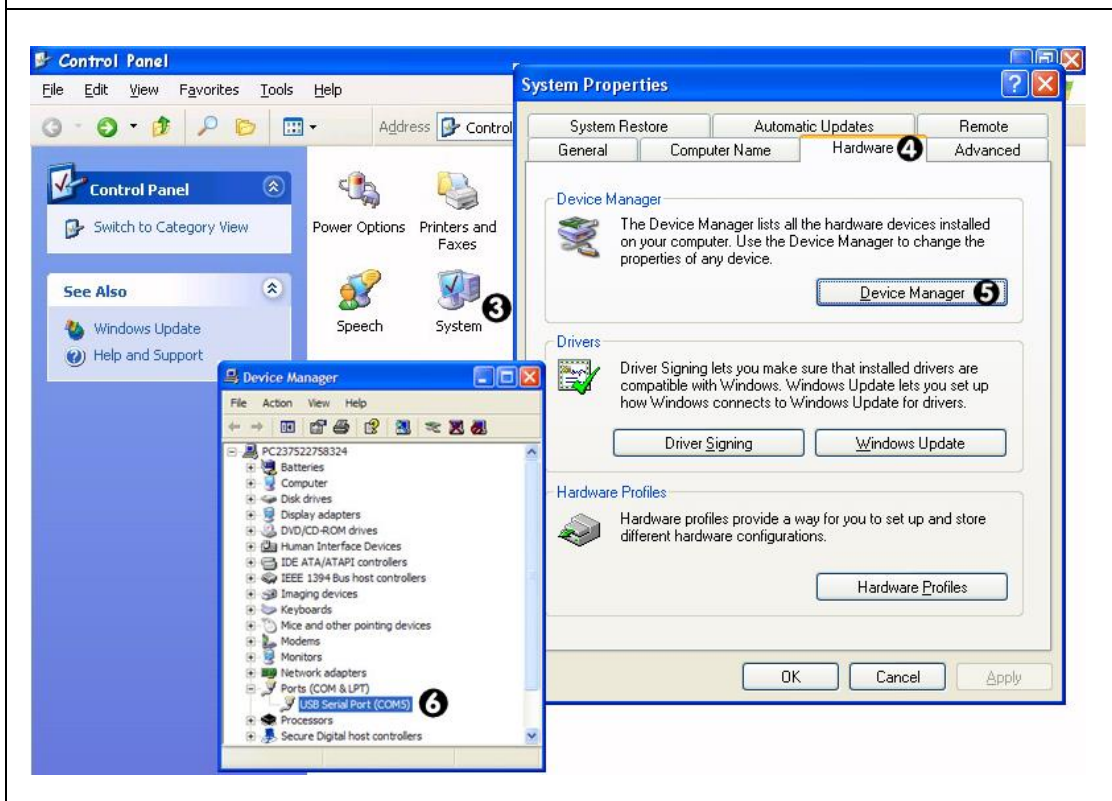 Control Panel
File Edit View Favorites Tools Help
Address Control
Control Panel
Switch to Category View
See Also
Windows Update
Help and Support
Power Options
Printers and
Faxes
Speech
System
3
System Properties
System Restore Automatic Updates Remote
General Computer Name Hardware 4 Advanced
Device Manager
The Device Manager lists all the hardware devices installed
on your computer. Use the Device Manager to change the
properties of any device.
Device Manager 5
Drivers
Driver Signing lets you make sure that installed drivers are
compatible with Windows. Windows Update lets you set up
how Windows connects to Windows Update for drivers.
Driver Signing Windows Update
Hardware Profiles
Hardware profiles provide a way for you to set up and store
different hardware configurations.
Hardware Profiles
OK Cancel Apply
Device Manager
File Action View Help
PC237522758324
Batteries
Computer
Disk drives
Display adapters
DVD/CD-ROM drives
Human Interface Devices
IDE ATA/ATAPI controllers
IEEE 1394 Bus host controllers
Imaging devices
Keyboards
Mice and other pointing devices
Modems
Monitors
Network adapters
Ports (COM & LPT)
USB Serial Port (COM5) 6
Processors
Secure Digital host controllers